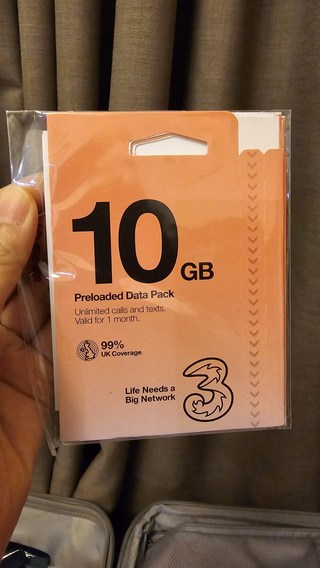 10 GB
Preloaded Data Pack
Unlimited calls and texts.
Valid for 1 month.
99%
UK Coverage
Life Needs a
Big Network
3